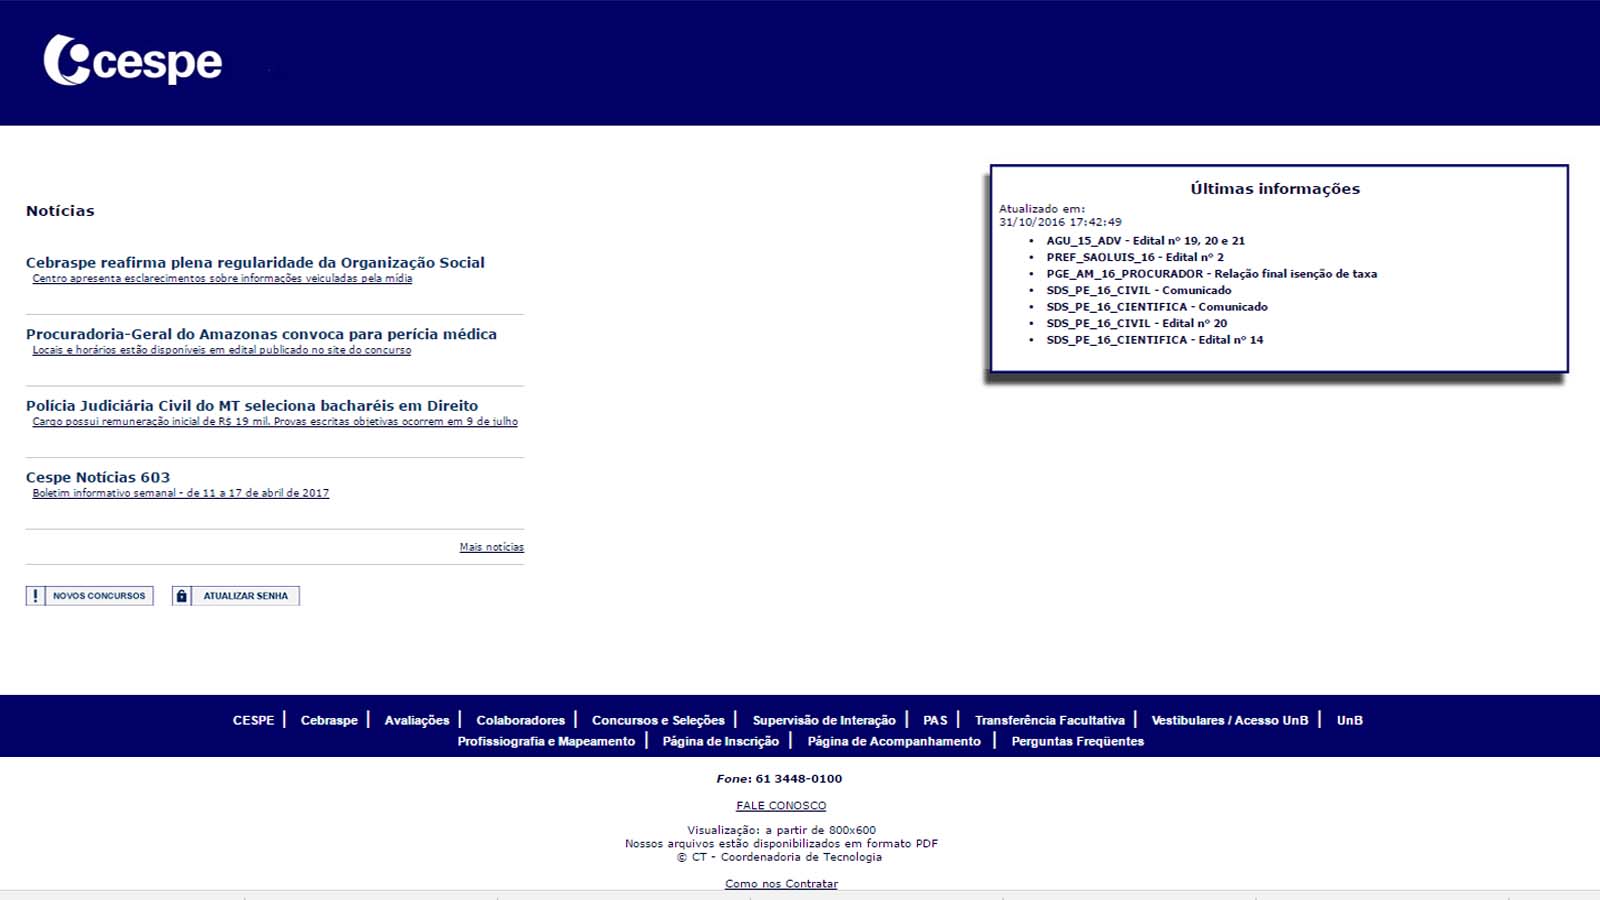 cespe
Notícias
Cebraspe reafirma plena regularidade da Organização Social
Centro apresenta esclarecimentos sobre informações veiculadas pela mídia
Procuradoria-Geral do Amazonas convoca para perícia médica
Locais e horários estão disponíveis em edital publicado no site do concurso
Polícia Judiciária Civil do MT seleciona bacharéis em Direito
Cargo possui remuneração inicial de R$ 19 mil. Provas escritas objetivas ocorrem em 9 de julho
Cespe Notícias 603
Boletim informativo semanal - de 11 a 17 de abril de 2017
Mais notícias
! NOVOS CONCURSOS
ATUALIZAR SENHA
Últimas informações
Atualizado em:
31/10/2016 17:42:49
• AGU_15_ADV - Edital nº 19, 20 e 21
• PREF_SAOLUIS_16 - Edital nº 2
• PGE_AM_16_PROCURADOR - Relação final isenção de taxa
• SDS_PE_16_CIVIL - Comunicado
• SDS_PE_16_CIENTIFICA - Comunicado
• SDS_PE_16_CIVIL - Edital nº 20
• SDS_PE_16_CIENTIFICA - Edital nº 14
CESPE | Cebraspe | Avaliações | Colaboradores | Concursos e Seleções | Supervisão de Interação | PAS | Transferência Facultativa | Vestibulares / Acesso UnB | UnB
Profissiografia e Mapeamento | Página de Inscrição | Página de Acompanhamento | Perguntas Freqüentes
Fone: 61 3448-0100
FALE CONOSCO
Visualização: a partir de 800x600
Nossos arquivos estão disponibilizados em formato PDF
© CT - Coordenadoria de Tecnologia
Como nos Contratar